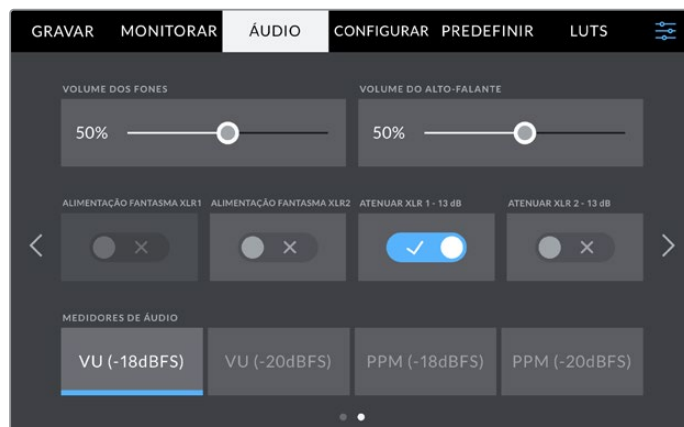 GRAVAR MONITORAR ÁUDIO CONFIGURAR PREDEFINIR LUTS
VOLUME DOS FONES VOLUME DO ALTO-FALANTE
50% 50%
ALIMENTAÇÃO FANTASMA XLR1 ALIMENTAÇÃO FANTASMA XLR2 ATENUAR XLR 1 - 13 dB ATENUAR XLR 2 - 13 dB
MEDIDORES DE ÁUDIO
VU (-18dBFS) VU (-20dBFS) PPM (-18dBFS) PPM (-20dBFS)